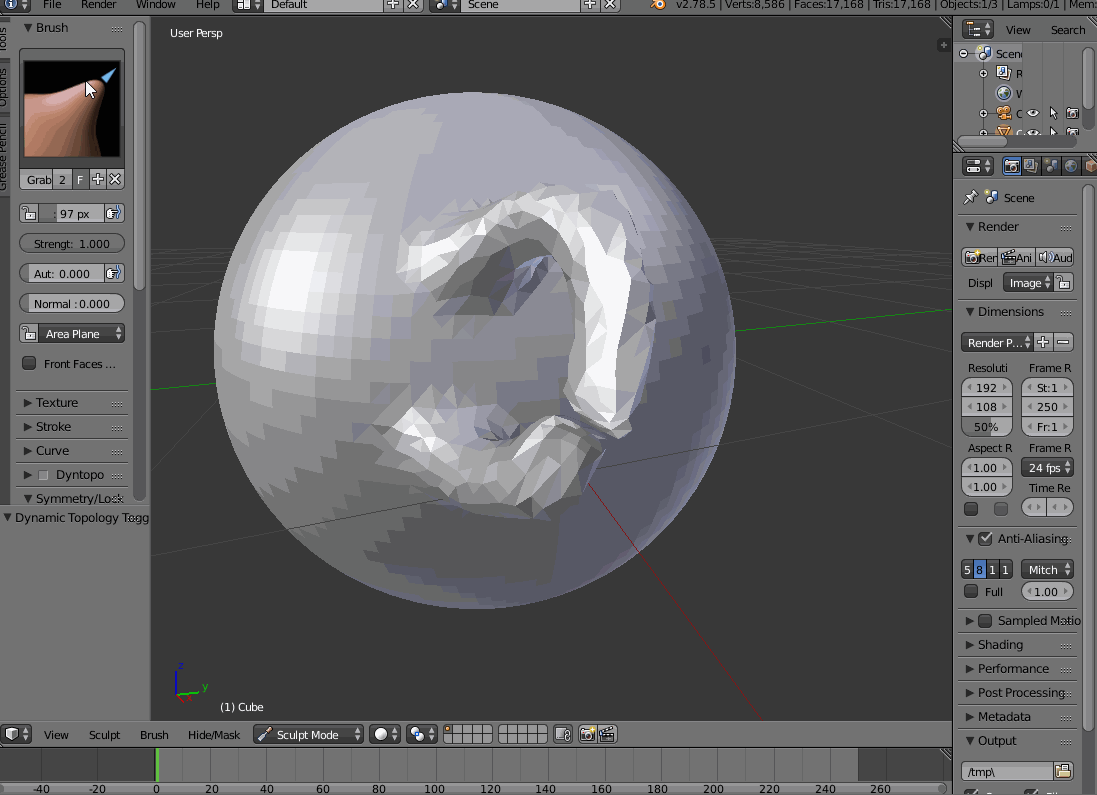 File Render Window Help Default Scene v2.78.5 | Verts:8,586 | Faces:17,168 | Tris:17,168 | Objects:1/3 | Lamps:0/1 | Mem:
Tools
Options
Grease Pencil
Brush
Grab 2 F
: 97 px
Strengt: 1.000
Aut: 0.000
Normal : 0.000
Area Plane
Front Faces ...
Texture
Stroke
Curve
Dyntopo
Symmetry/Lock
Dynamic Topology Togg
User Persp
z
y
(1) Cube
View Sculpt Brush Hide/Mask Sculpt Mode
-40 -20 0 20 40 60 80 100 120 140 160 180 200 220 240 260
View Search
Scen
R
V
C
Scene
Render
Ren Ani Aud
Displ Image
Dimensions
Render P...
Resoluti Frame R
192 St:1
108 250
50% Fr:1
Aspect R Frame R
1.00 24 fps
1.00 Time Re
Anti-Aliasing
5 8 1 1 Mitch
Full 1.00
Sampled Motio
Shading
Performance
Post Processing
Metadata
Output
/tmp\